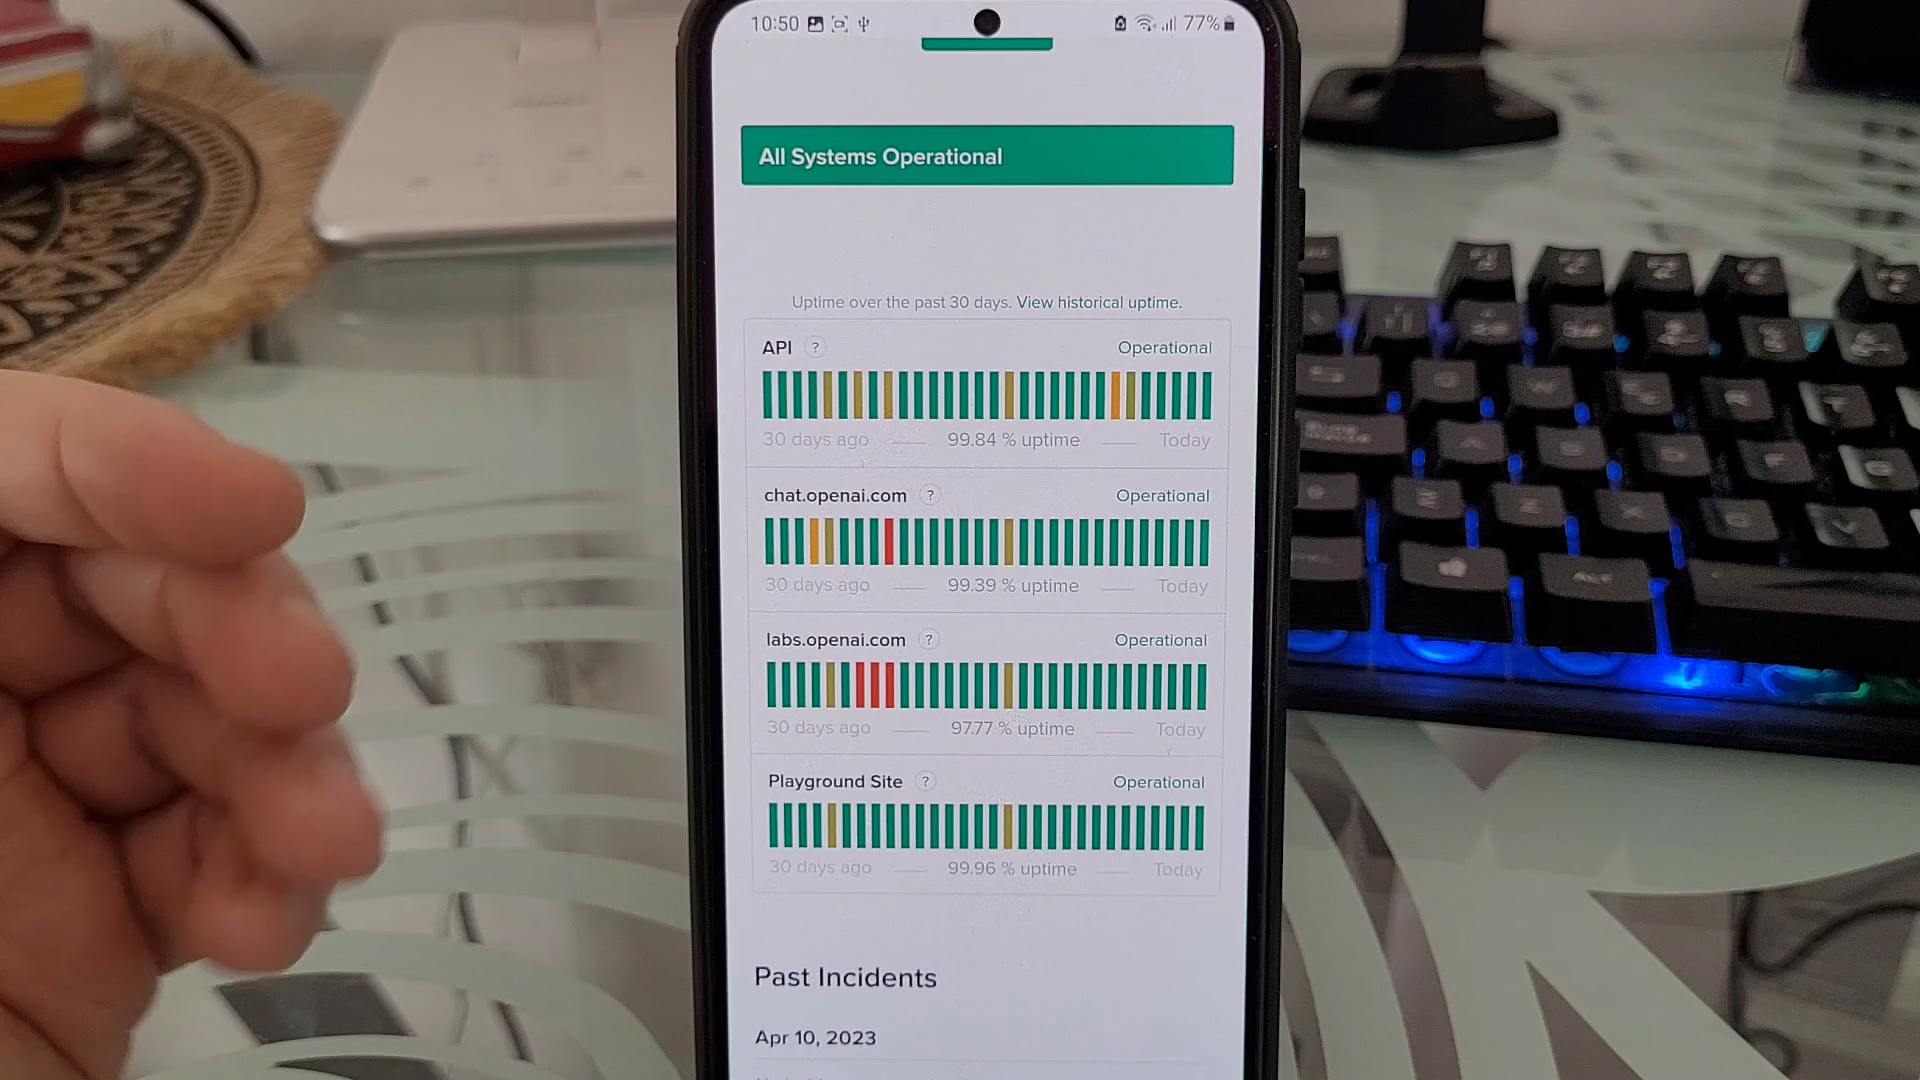 10:50 77%
All Systems Operational
Uptime over the past 30 days. View historical uptime.
API ? Operational
30 days ago 99.84 % uptime Today
chat.openai.com ? Operational
30 days ago 99.39 % uptime Today
labs.openai.com ? Operational
30 days ago 97.77 % uptime Today
Playground Site ? Operational
30 days ago 99.96 % uptime Today
Past Incidents
Apr 10, 2023